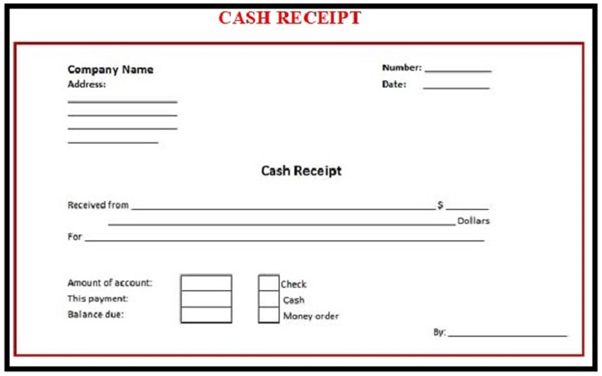 CASH RECEIPT
Company Name
Number:
Address:
Date:
Cash Receipt
Received from $
Dollars
For
Amount of account: Check
This payment: Cash
Balance due: Money order
By: